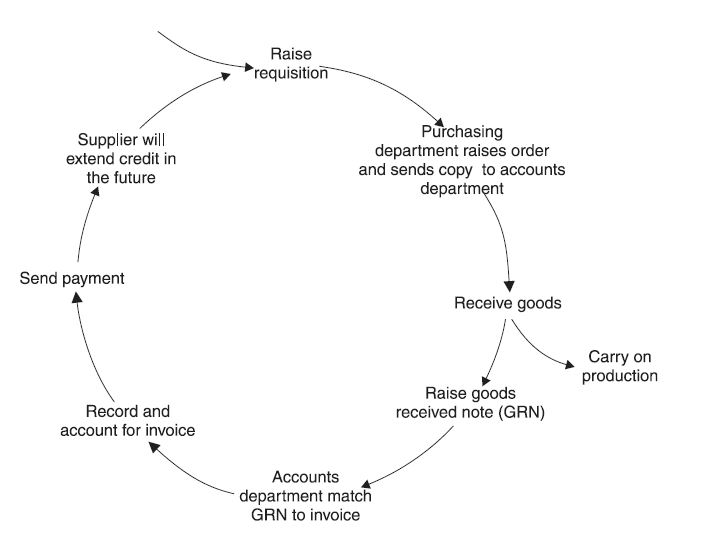 Raise
requisition
Purchasing
department raises order
and sends copy to accounts
department
Receive goods
Carry on
production
Raise goods
received note (GRN)
Accounts
department match
GRN to invoice
Record and
account for invoice
Send payment
Supplier will
extend credit in
the future